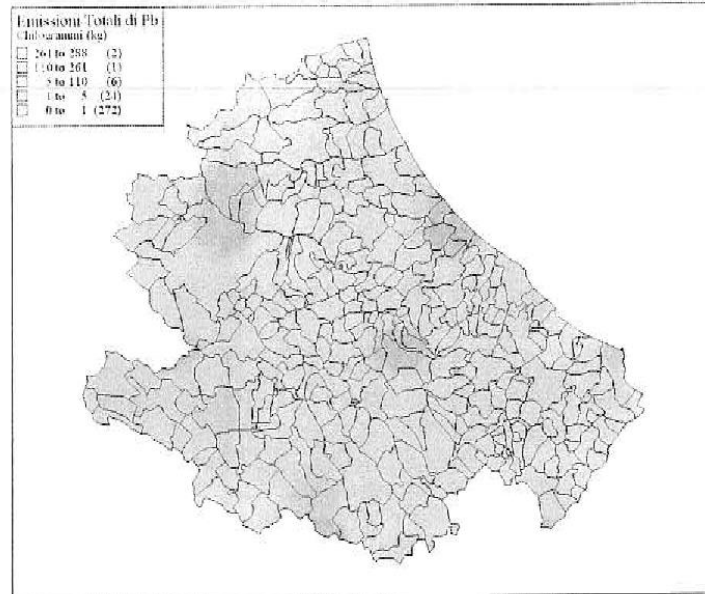 Emissioni Totali di Pb
Chilogrammi (kg)
261 to 288 (2)
110 to 261 (1)
5 to 110 (6)
1 to 5 (24)
0 to 1 (272)